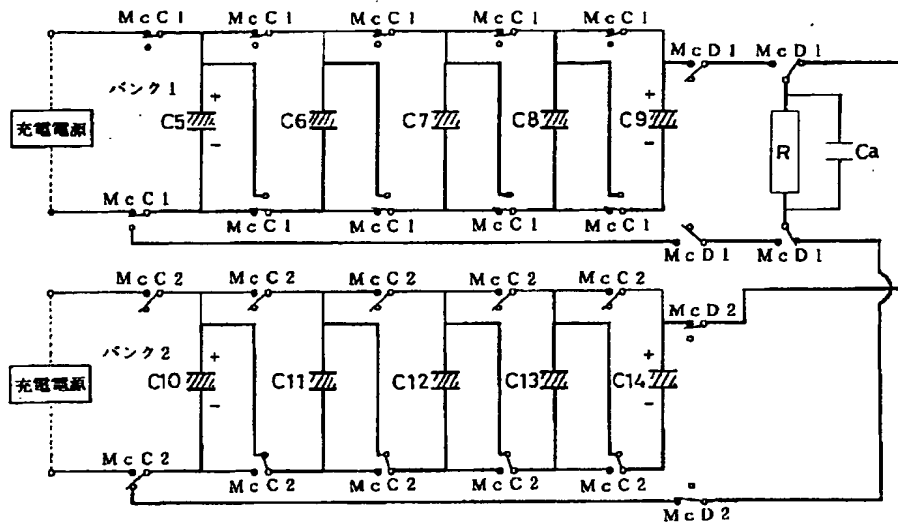 McC1 McC1 McC1 McC1 McC1
McD1 McD1
バンク1
充電電源
+ +
C5 C6 C7 C8 C9
- -
R Ca
McC1
McC1 McC1 McC1 McC1
McD1 McD1
McC2 McC2 McC2 McC2 McC2
McD2
バンク2
充電電源
+ +
C10 C11 C12 C13 C14
- -
McC2
McC2 McC2 McC2 McC2
McD2